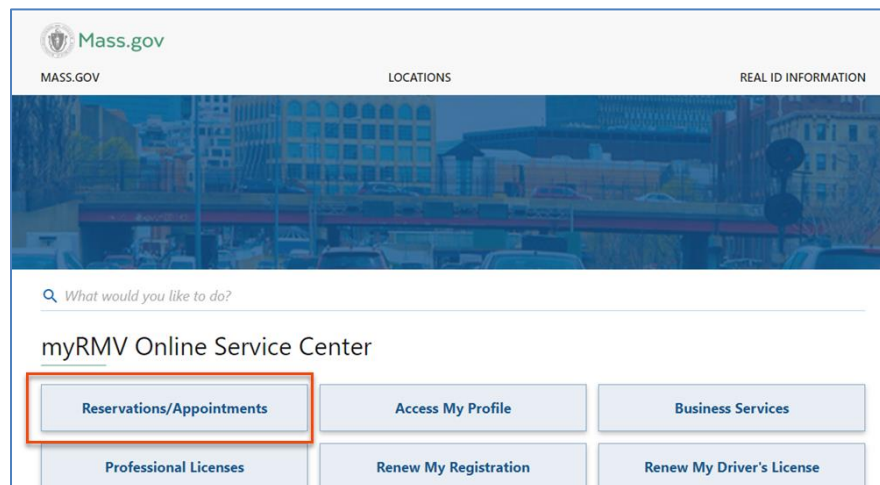 Mass.gov
MASS.GOV LOCATIONS REAL ID INFORMATION
What would you like to do?
myRMV Online Service Center
Reservations/Appointments Access My Profile Business Services
Professional Licenses Renew My Registration Renew My Driver's License